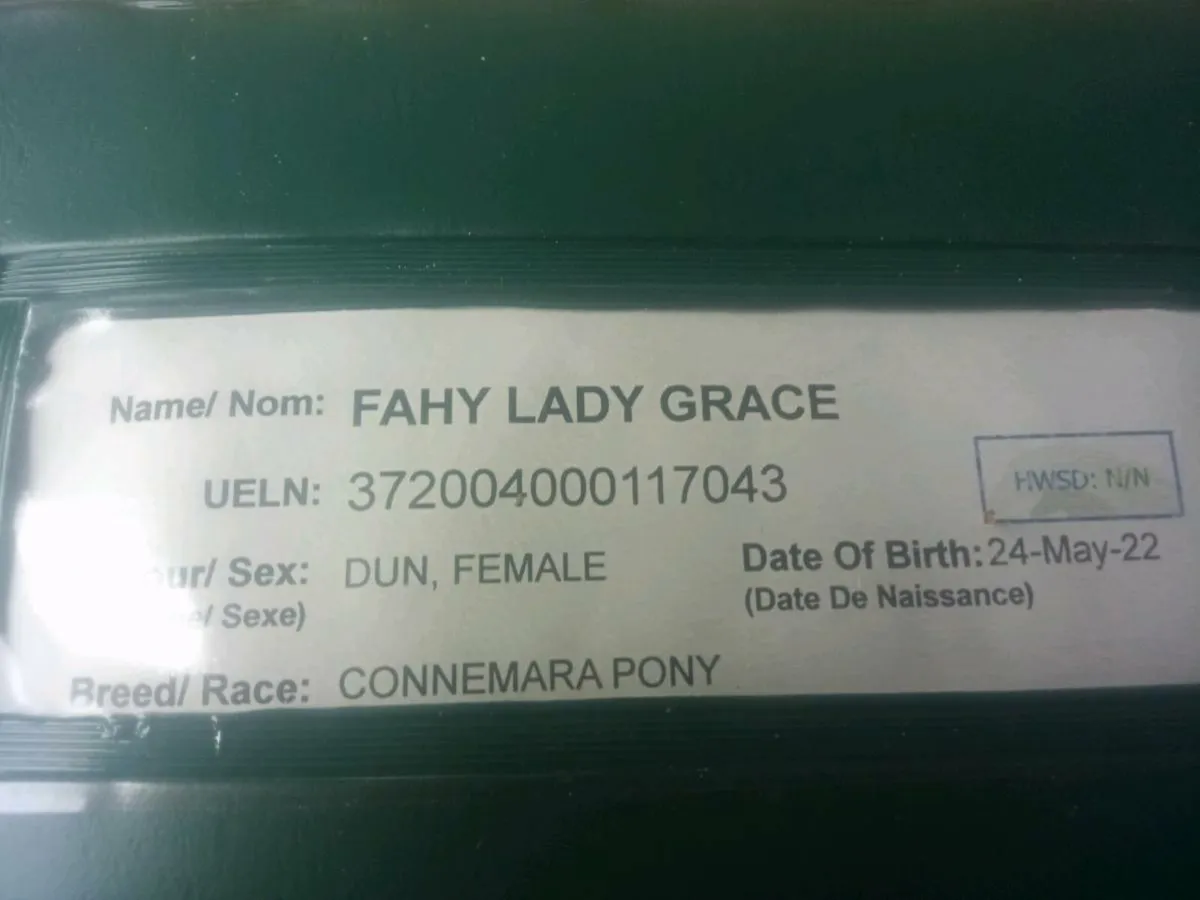 Name/ Nom: FAHY LADY GRACE
UELN: 372004000117043
HWSD: N/N
Sex: DUN, FEMALE
Date Of Birth: 24-May-22
Sexe)
(Date De Naissance)
Breed/ Race: CONNEMARA PONY